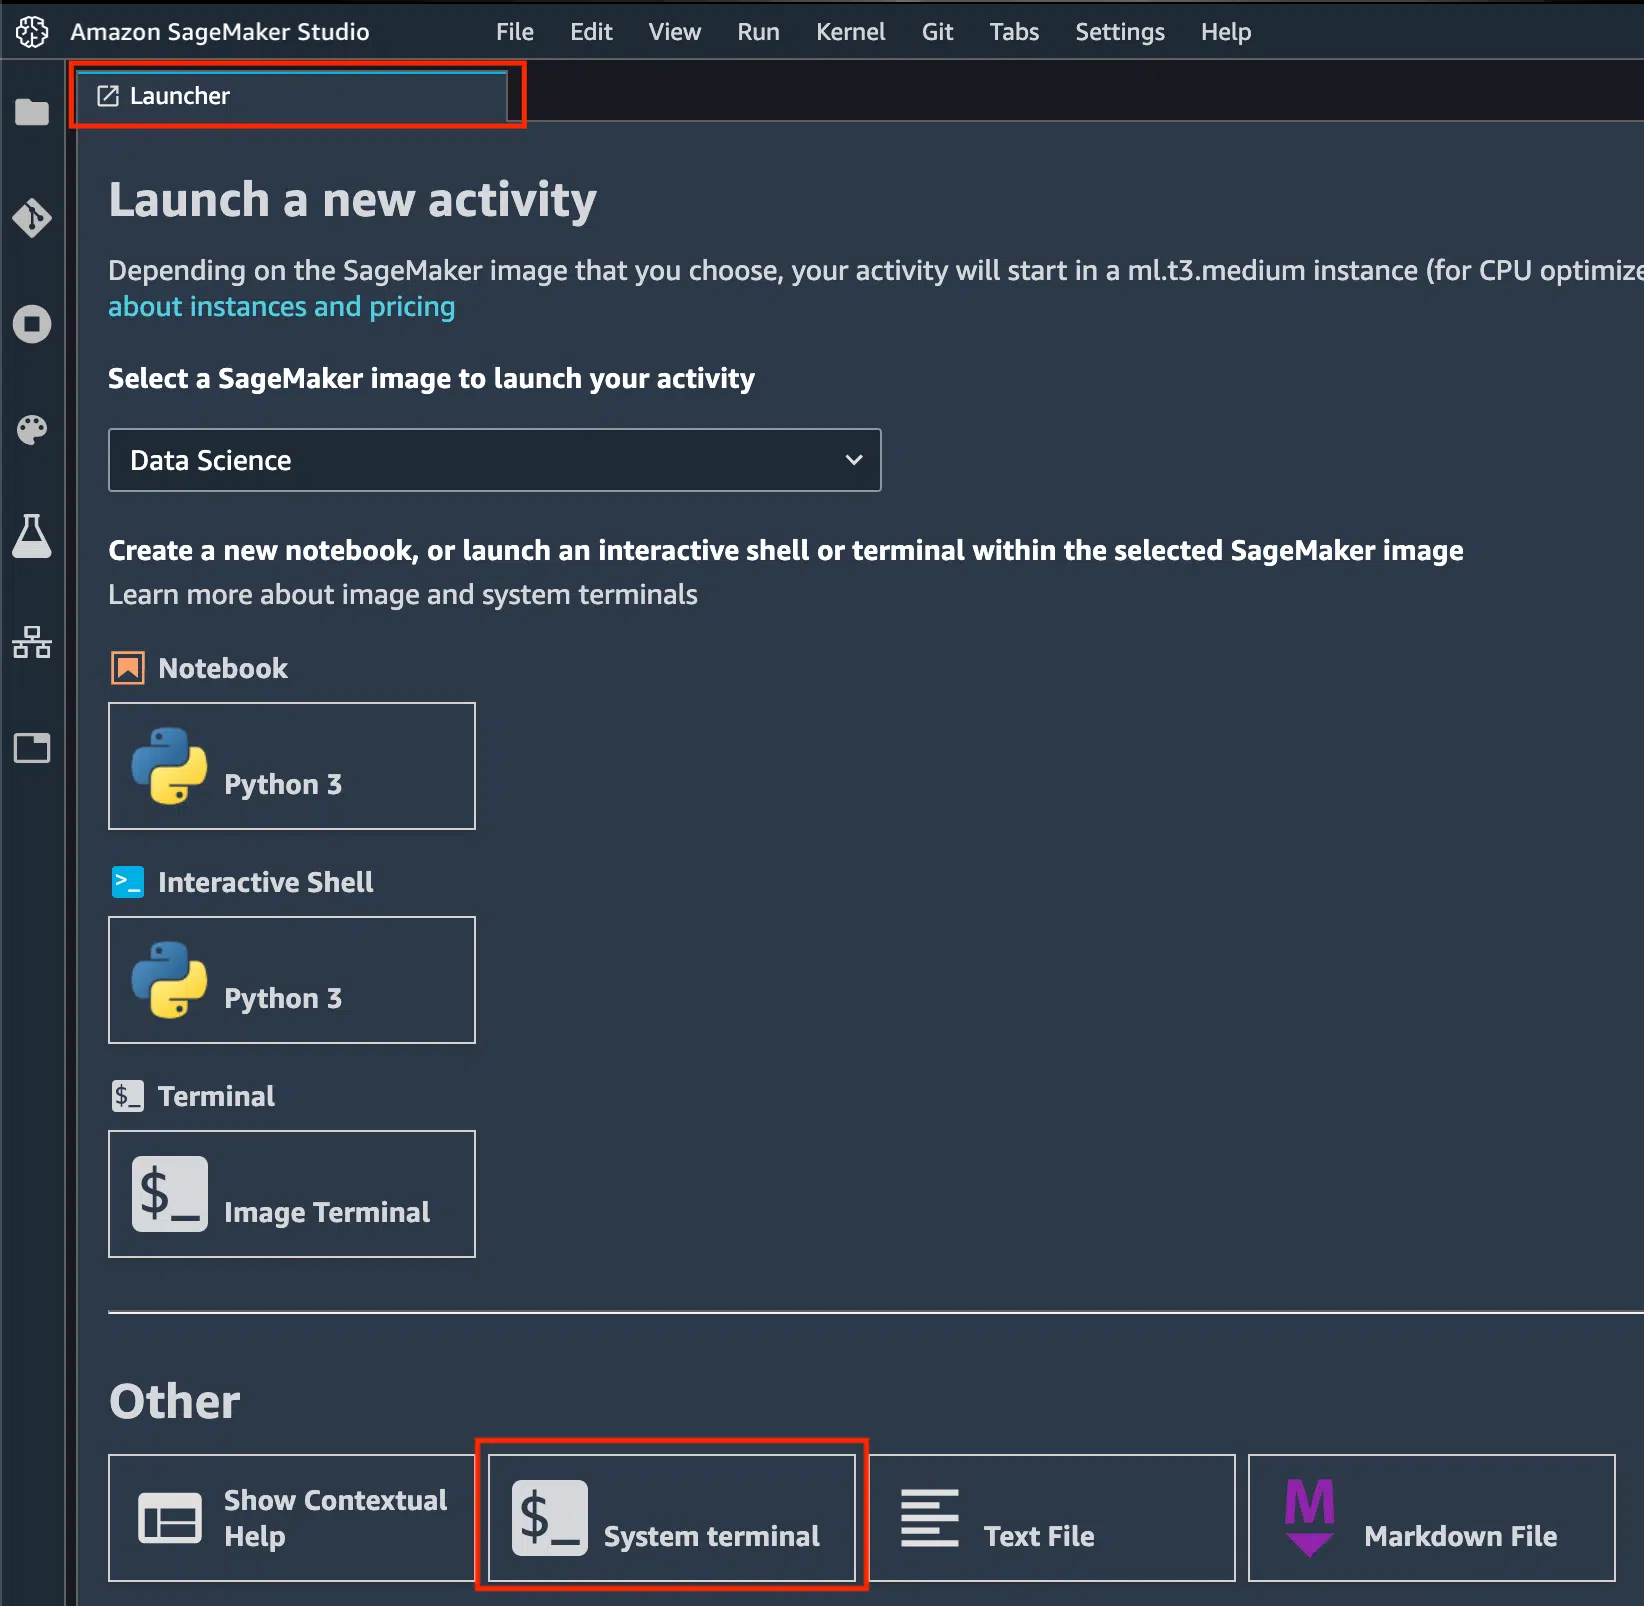 Amazon SageMaker Studio File Edit View Run Kernel Git Tabs Settings Help
Launcher
Launch a new activity
Depending on the SageMaker image that you choose, your activity will start in a ml.t3.medium instance (for CPU optimize
about instances and pricing
Select a SageMaker image to launch your activity
Data Science
Create a new notebook, or launch an interactive shell or terminal within the selected SageMaker image
Learn more about image and system terminals
Notebook
Python 3
>_ Interactive Shell
Python 3
$_ Terminal
$_ Image Terminal
Other
Show Contextual
Help
$_ System terminal
Text File
M Markdown File